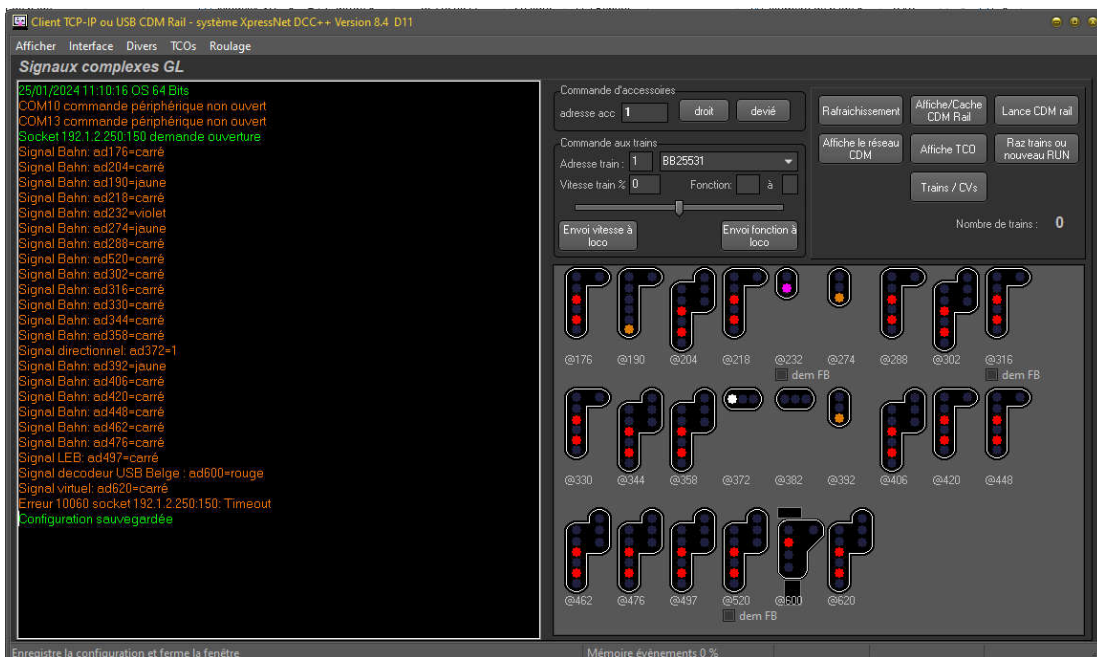 Client TCP-IP ou USB CDM Rail - système XpressNet DCC++ Version 8.4 D11
Afficher Interface Divers TCOs Roulage
Signaux complexes GL
25/01/2024 11:10:16 OS 64 Bits
COM10 commande périphérique non ouvert
COM13 commande périphérique non ouvert
Socket 192.1.2.250:150 demande ouverture
Signal Bahn: ad176=carré
Signal Bahn: ad204=carré
Signal Bahn: ad190=jaune
Signal Bahn: ad218=carré
Signal Bahn: ad232=violet
Signal Bahn: ad274=jaune
Signal Bahn: ad288=carré
Signal Bahn: ad520=carré
Signal Bahn: ad302=carré
Signal Bahn: ad316=carré
Signal Bahn: ad330=carré
Signal Bahn: ad344=carré
Signal Bahn: ad358=carré
Signal directionnel: ad372=1
Signal Bahn: ad392=jaune
Signal Bahn: ad406=carré
Signal Bahn: ad420=carré
Signal Bahn: ad448=carré
Signal Bahn: ad462=carré
Signal Bahn: ad476=carré
Signal LEB: ad497=carré
Signal decodeur USB Belge : ad600=rouge
Signal virtuel: ad620=carré
Erreur 10060 socket 192.1.2.250:150: Timeout
Configuration sauvegardée
Commande d'accessoires
adresse acc 1 droit devié
Commande aux trains
Adresse train : 1 BB25531
Vitesse train % 0 Fonction: à
Envoi vitesse à loco
Envoi fonction à loco
Rafraichissement
Affiche/Cache CDM Rail
Lance CDM rail
Affiche le réseau CDM
Affiche TCO
Raz trains ou nouveau RUN
Trains / CVs
Nombre de trains : 0
@176 @190 @204 @218 @232 @274 @288 @302 @316
dem FB dem FB
@330 @344 @358 @372 @382 @392 @406 @420 @448
@462 @476 @497 @520 @600 @620
dem FB
Enregistre la configuration et ferme la fenêtre
Mémoire évènements 0 %